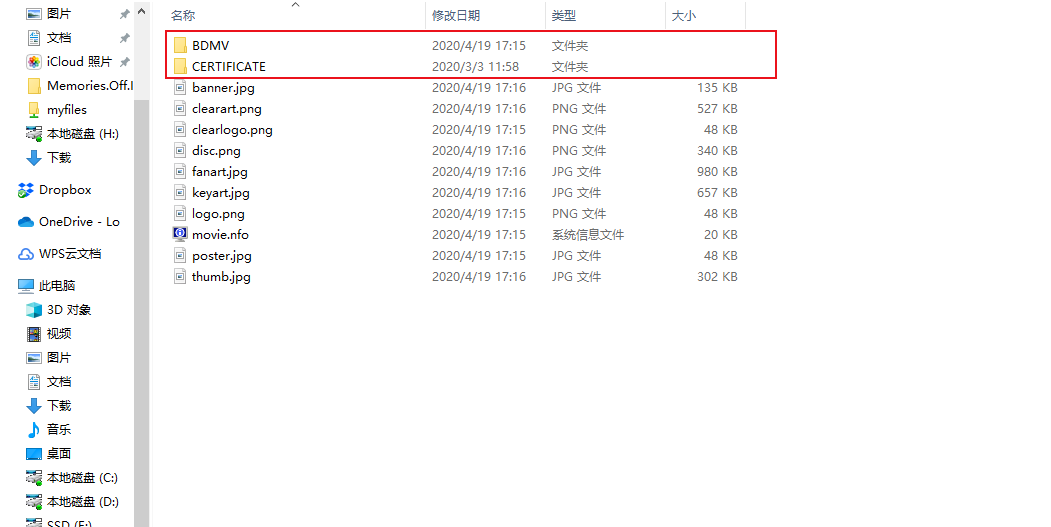 图片
文档
iCloud 照片
Memories.Off.I
myfiles
本地磁盘 (H:)
下载
Dropbox
OneDrive - Lo
WPS云文档
此电脑
3D 对象
视频
图片
文档
下载
音乐
桌面
本地磁盘 (C:)
本地磁盘 (D:)
SSD (E:)
名称 修改日期 类型 大小
BDMV 2020/4/19 17:15 文件夹
CERTIFICATE 2020/3/3 11:58 文件夹
banner.jpg 2020/4/19 17:16 JPG 文件 135 KB
clearart.png 2020/4/19 17:16 PNG 文件 527 KB
clearlogo.png 2020/4/19 17:15 PNG 文件 48 KB
disc.png 2020/4/19 17:16 PNG 文件 340 KB
fanart.jpg 2020/4/19 17:16 JPG 文件 980 KB
keyart.jpg 2020/4/19 17:16 JPG 文件 657 KB
logo.png 2020/4/19 17:15 PNG 文件 48 KB
movie.nfo 2020/4/19 17:15 系统信息文件 20 KB
poster.jpg 2020/4/19 17:15 JPG 文件 48 KB
thumb.jpg 2020/4/19 17:16 JPG 文件 302 KB